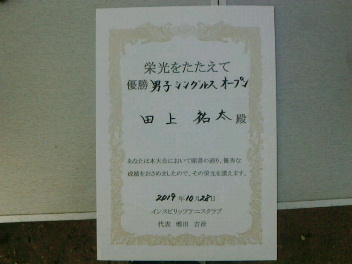 栄光をたたえて
優勝 男子シングルス オープン
田上 祐太 殿
あなたは本大会において頭書の通り、優秀な
成績をおさめましたので、その栄光を讃えます。
2019年10月28日
インスピリッツテニスクラブ
代表